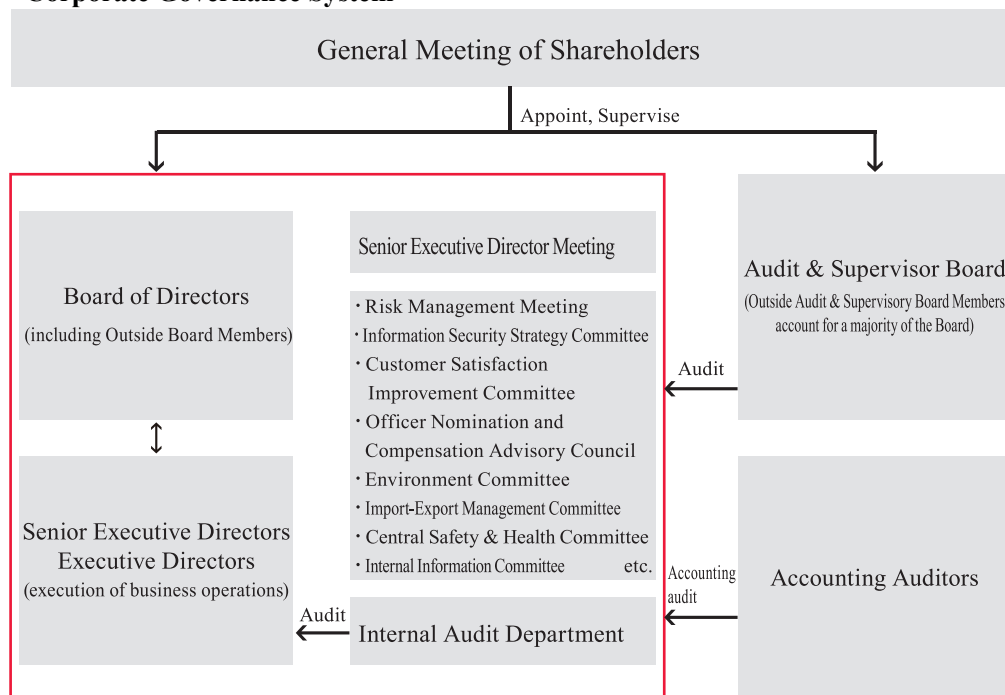 Corporate Governance System
General Meeting of Shareholders
Appoint, Supervise
Board of Directors
(including Outside Board Members)
Senior Executive Directors
Executive Directors
(execution of business operations)
Senior Executive Director Meeting
・Risk Management Meeting
・Information Security Strategy Committee
・Customer Satisfaction
Improvement Committee
・Officer Nomination and
Compensation Advisory Council
・Environment Committee
・Import-Export Management Committee
・Central Safety & Health Committee
・Internal Information Committee etc.
Audit
Internal Audit Department
Audit & Supervisor Board
(Outside Audit & Supervisory Board Members
account for a majority of the Board)
Audit
Accounting
audit
Accounting Auditors